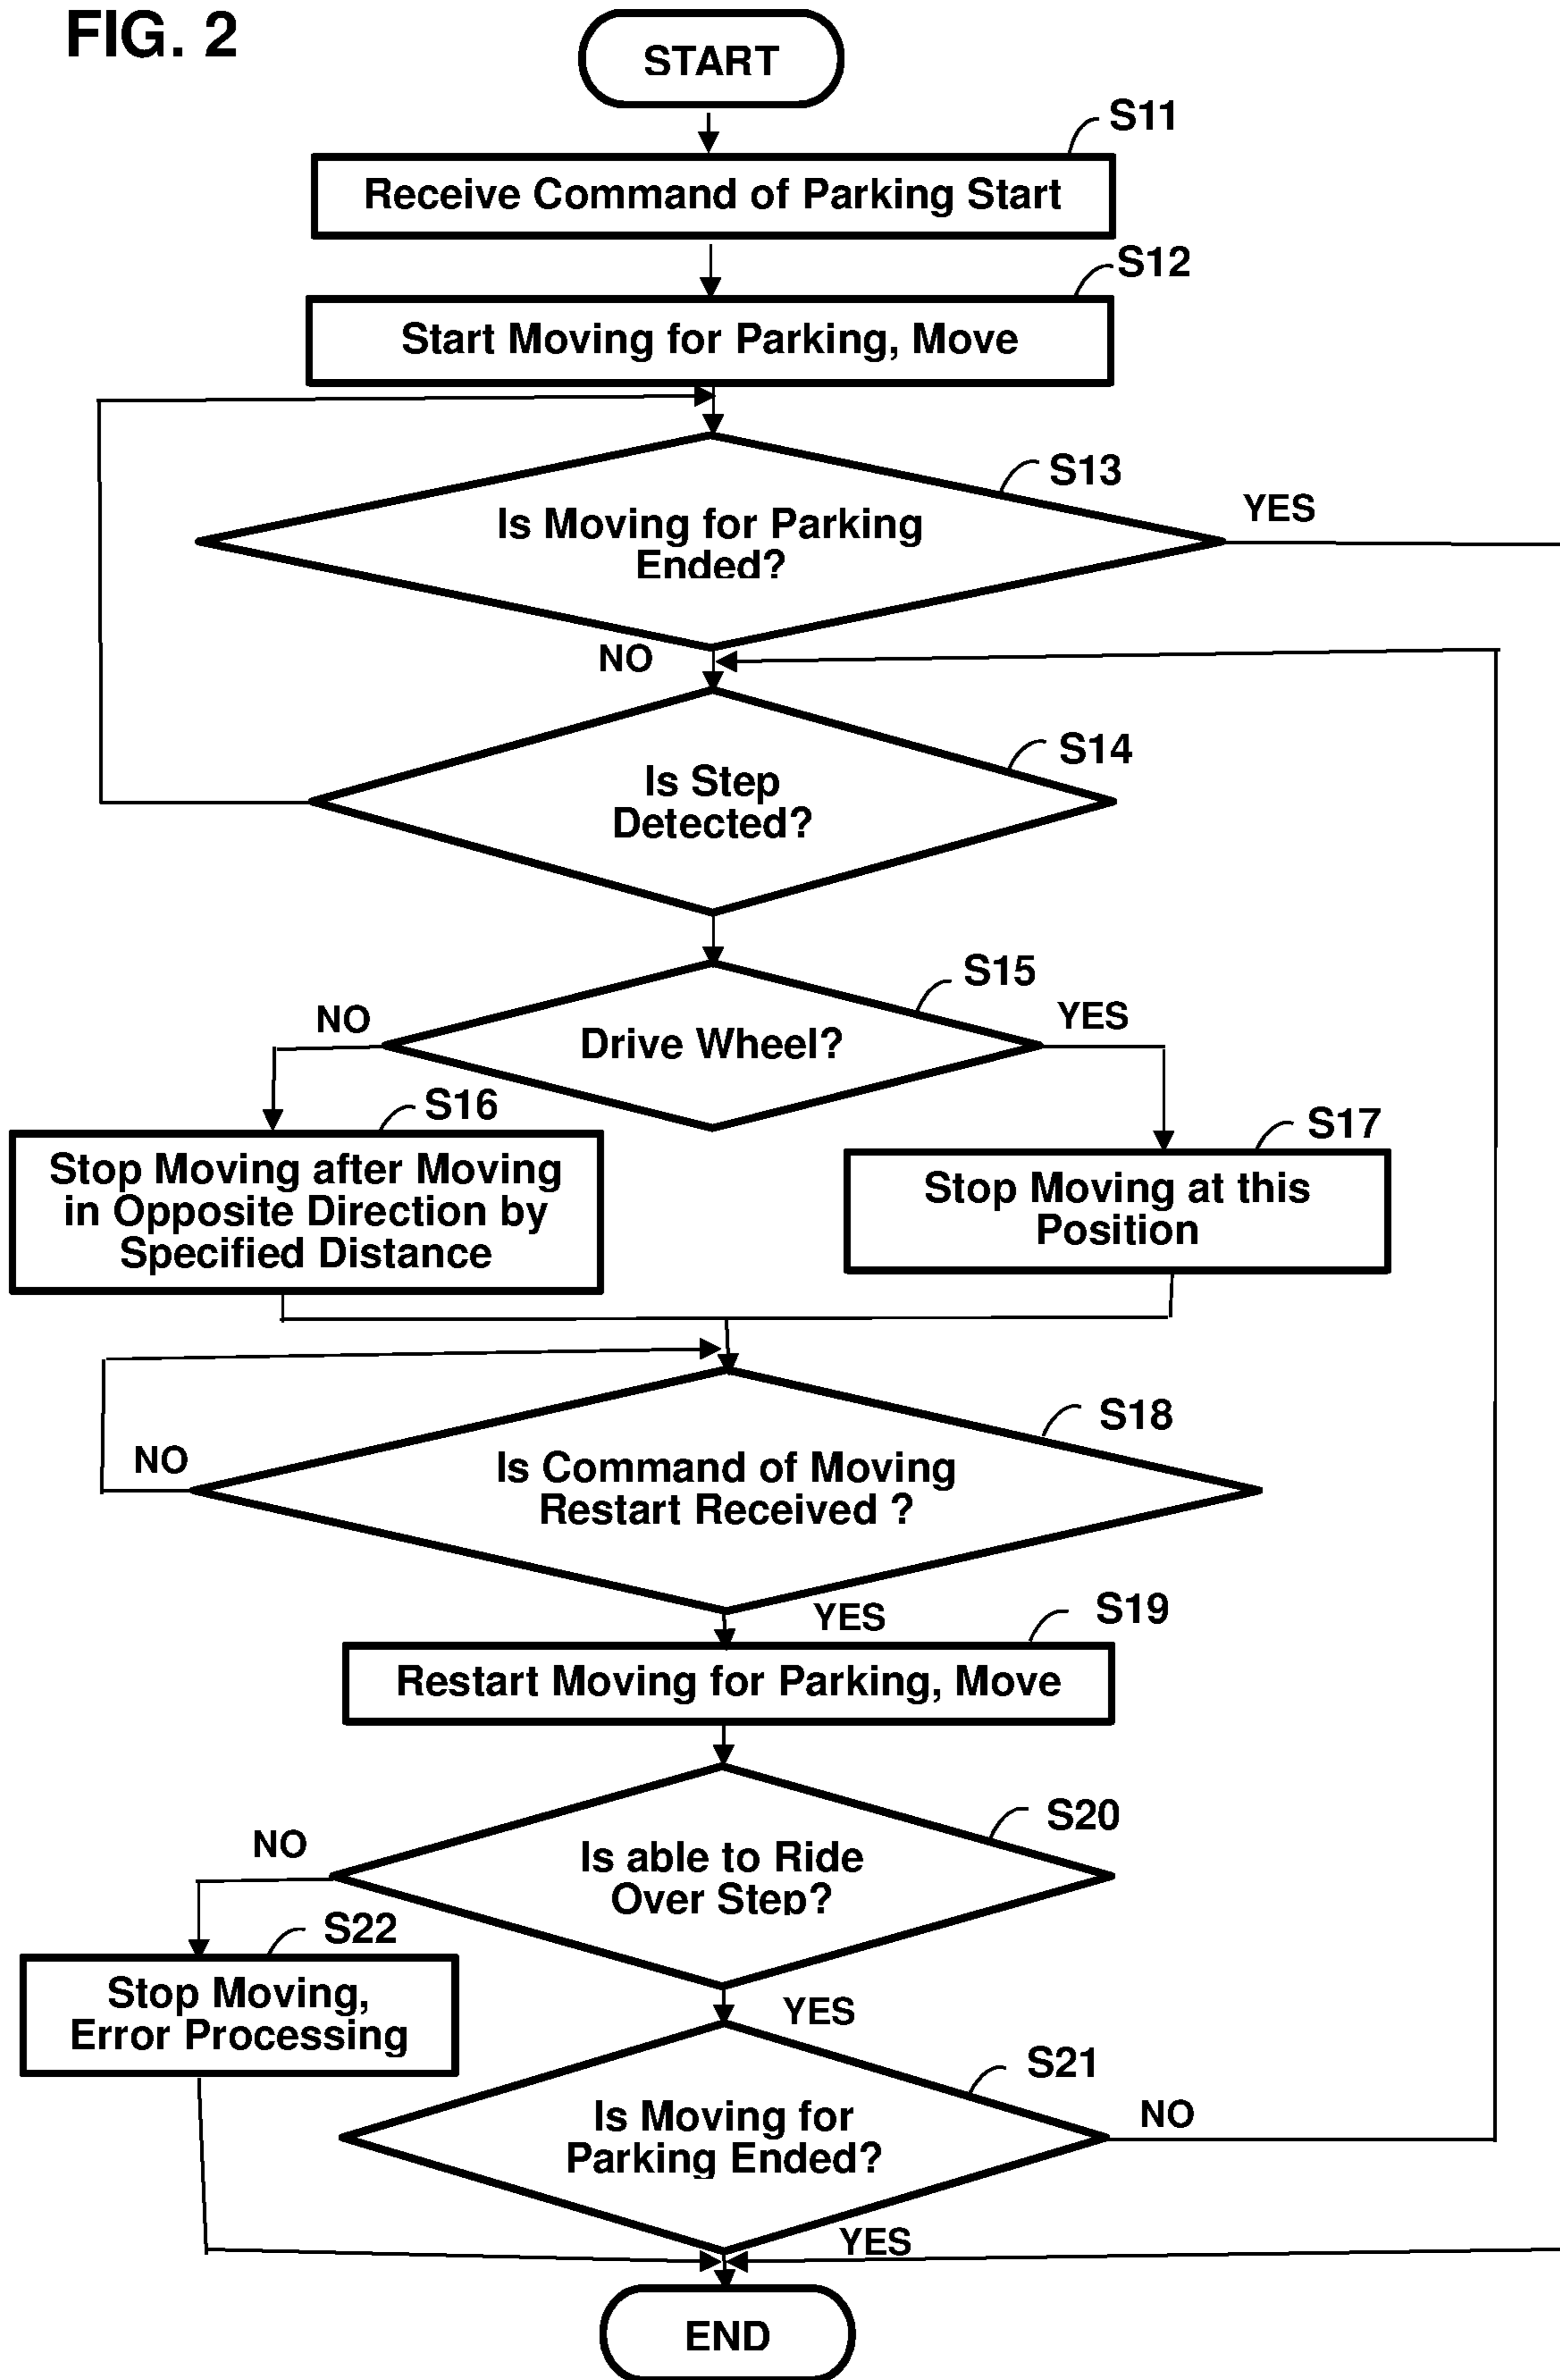 FIG. 2
START
S11
Receive Command of Parking Start
S12
Start Moving for Parking, Move
S13
Is Moving for Parking
Ended?
YES
NO
S14
Is Step
Detected?
S15
NO
Drive Wheel?
YES
S16
Stop Moving after Moving
in Opposite Direction by
Specified Distance
S17
Stop Moving at this
Position
S18
NO
Is Command of Moving
Restart Received ?
YES
S19
Restart Moving for Parking, Move
S20
NO
Is able to Ride
Over Step?
S22
Stop Moving,
Error Processing
YES
S21
Is Moving for
Parking Ended?
NO
YES
END